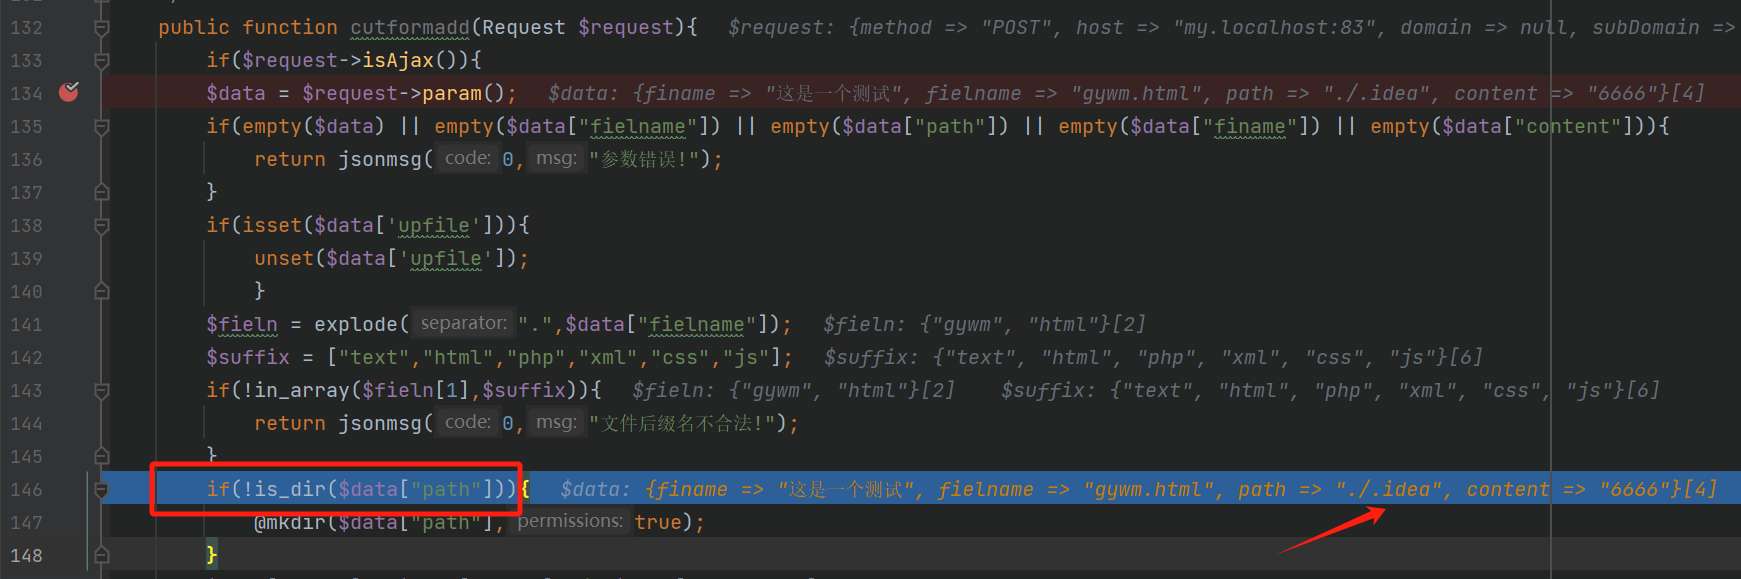 132 public function cutformadd(Request $request){ $request: {method => "POST", host => "my.localhost:83", domain => null, subDomain =>
133 if($request->isAjax()){
134 $data = $request->param(); $data: {finame => "这是一个测试", fielname => "gywm.html", path => "./.idea", content => "6666"}[4]
135 if(empty($data) || empty($data["fielname"]) || empty($data["path"]) || empty($data["finame"]) || empty($data["content"])){
136 return jsonmsg( code: 0, msg: "参数错误!");
137 }
138 if(isset($data['upfile'])){
139 unset($data['upfile']);
140 }
141 $fieln = explode( separator: ".",$data["fielname"]); $fieln: {"gywm", "html"}[2]
142 $suffix = ["text","html","php","xml","css","js"]; $suffix: {"text", "html", "php", "xml", "css", "js"}[6]
143 if(!in_array($fieln[1],$suffix)){ $fieln: {"gywm", "html"}[2] $suffix: {"text", "html", "php", "xml", "css", "js"}[6]
144 return jsonmsg( code: 0, msg: "文件后缀名不合法!");
145 }
146 if(!is_dir($data["path"])){ $data: {finame => "这是一个测试", fielname => "gywm.html", path => "./.idea", content => "6666"}[4]
147 @mkdir($data["path"], permissions: true);
148 }